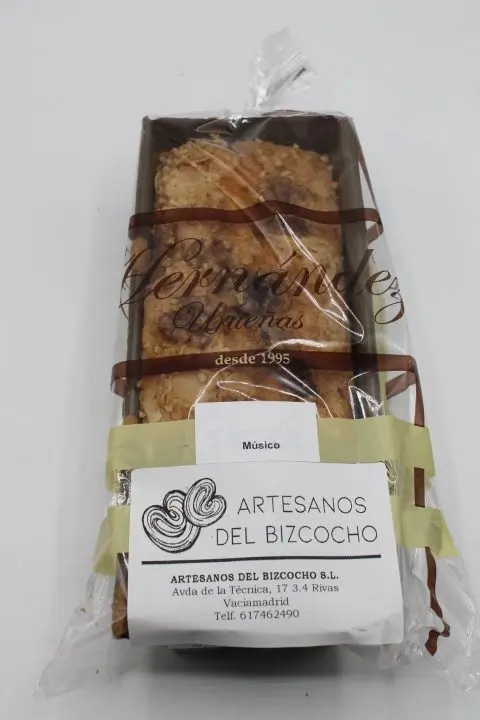 Hernández
Urueñas
desde 1995
Músico
ARTESANOS
DEL BIZCOCHO
ARTESANOS DEL BIZCOCHO S.L.
Avda de la Técnica, 17 3.4 Rivas
Vaciamadrid
Telf. 617462490